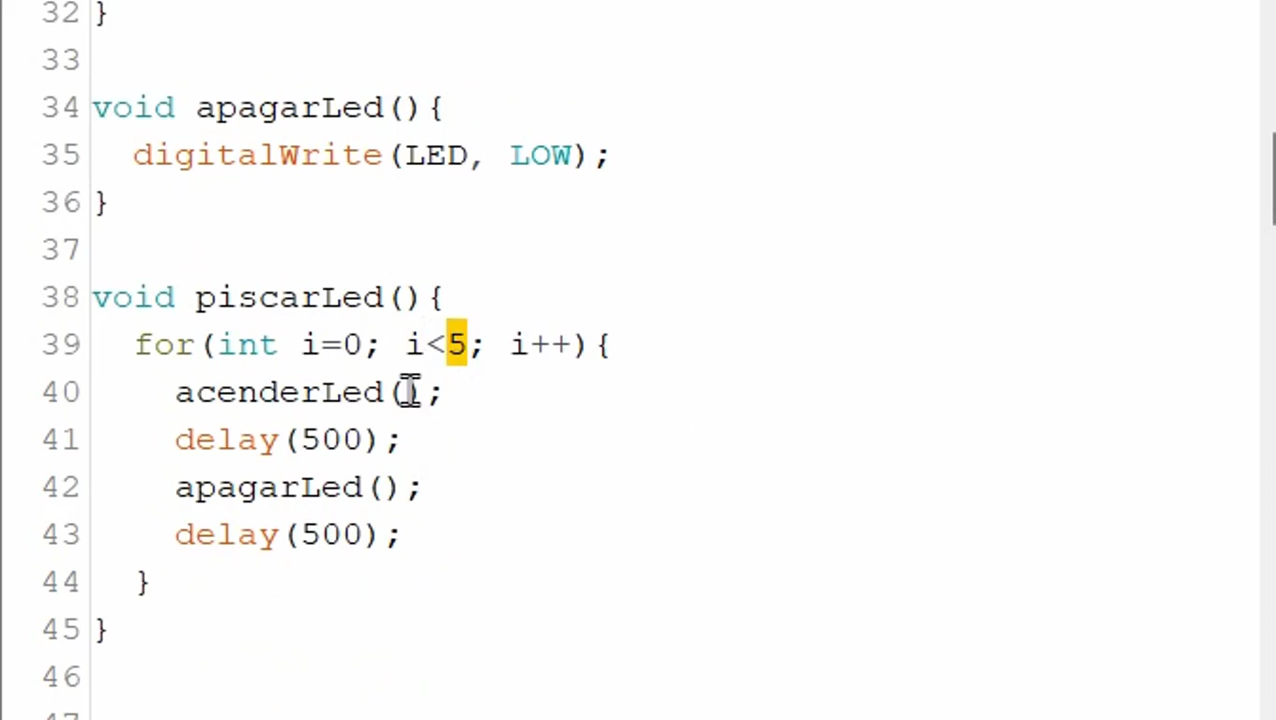 32 }
33
34 void apagarLed(){
35 digitalWrite(LED, LOW);
36 }
37
38 void piscarLed(){
39 for(int i=0; i<5; i++){
40 acenderLed();
41 delay(500);
42 apagarLed();
43 delay(500);
44 }
45 }
46
47